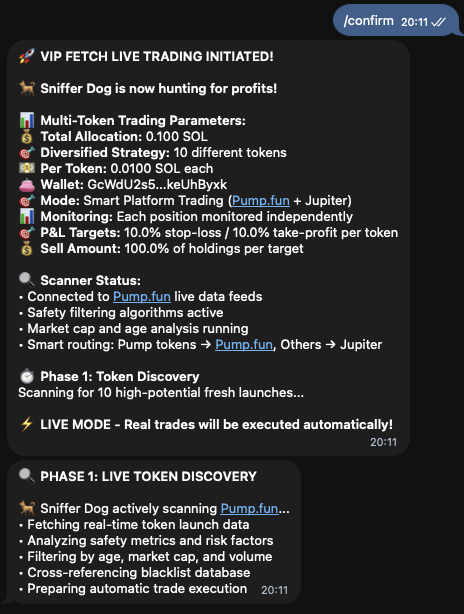 /confirm 20:11
🚀 VIP FETCH LIVE TRADING INITIATED!
🐕 Sniffer Dog is now hunting for profits!
📊 Multi-Token Trading Parameters:
💰 Total Allocation: 0.100 SOL
🎯 Diversified Strategy: 10 different tokens
💵 Per Token: 0.0100 SOL each
👛 Wallet: GcWdU2s5...keUhByxk
🎯 Mode: Smart Platform Trading (Pump.fun + Jupiter)
📊 Monitoring: Each position monitored independently
🎯 P&L Targets: 10.0% stop-loss / 10.0% take-profit per token
💰 Sell Amount: 100.0% of holdings per target
🔍 Scanner Status:
• Connected to Pump.fun live data feeds
• Safety filtering algorithms active
• Market cap and age analysis running
• Smart routing: Pump tokens → Pump.fun, Others → Jupiter
⏱️ Phase 1: Token Discovery
Scanning for 10 high-potential fresh launches...
⚡ LIVE MODE - Real trades will be executed automatically!
20:11
🔍 PHASE 1: LIVE TOKEN DISCOVERY
🐕 Sniffer Dog actively scanning Pump.fun...
• Fetching real-time token launch data
• Analyzing safety metrics and risk factors
• Filtering by age, market cap, and volume
• Cross-referencing blacklist database
• Preparing automatic trade execution 20:11